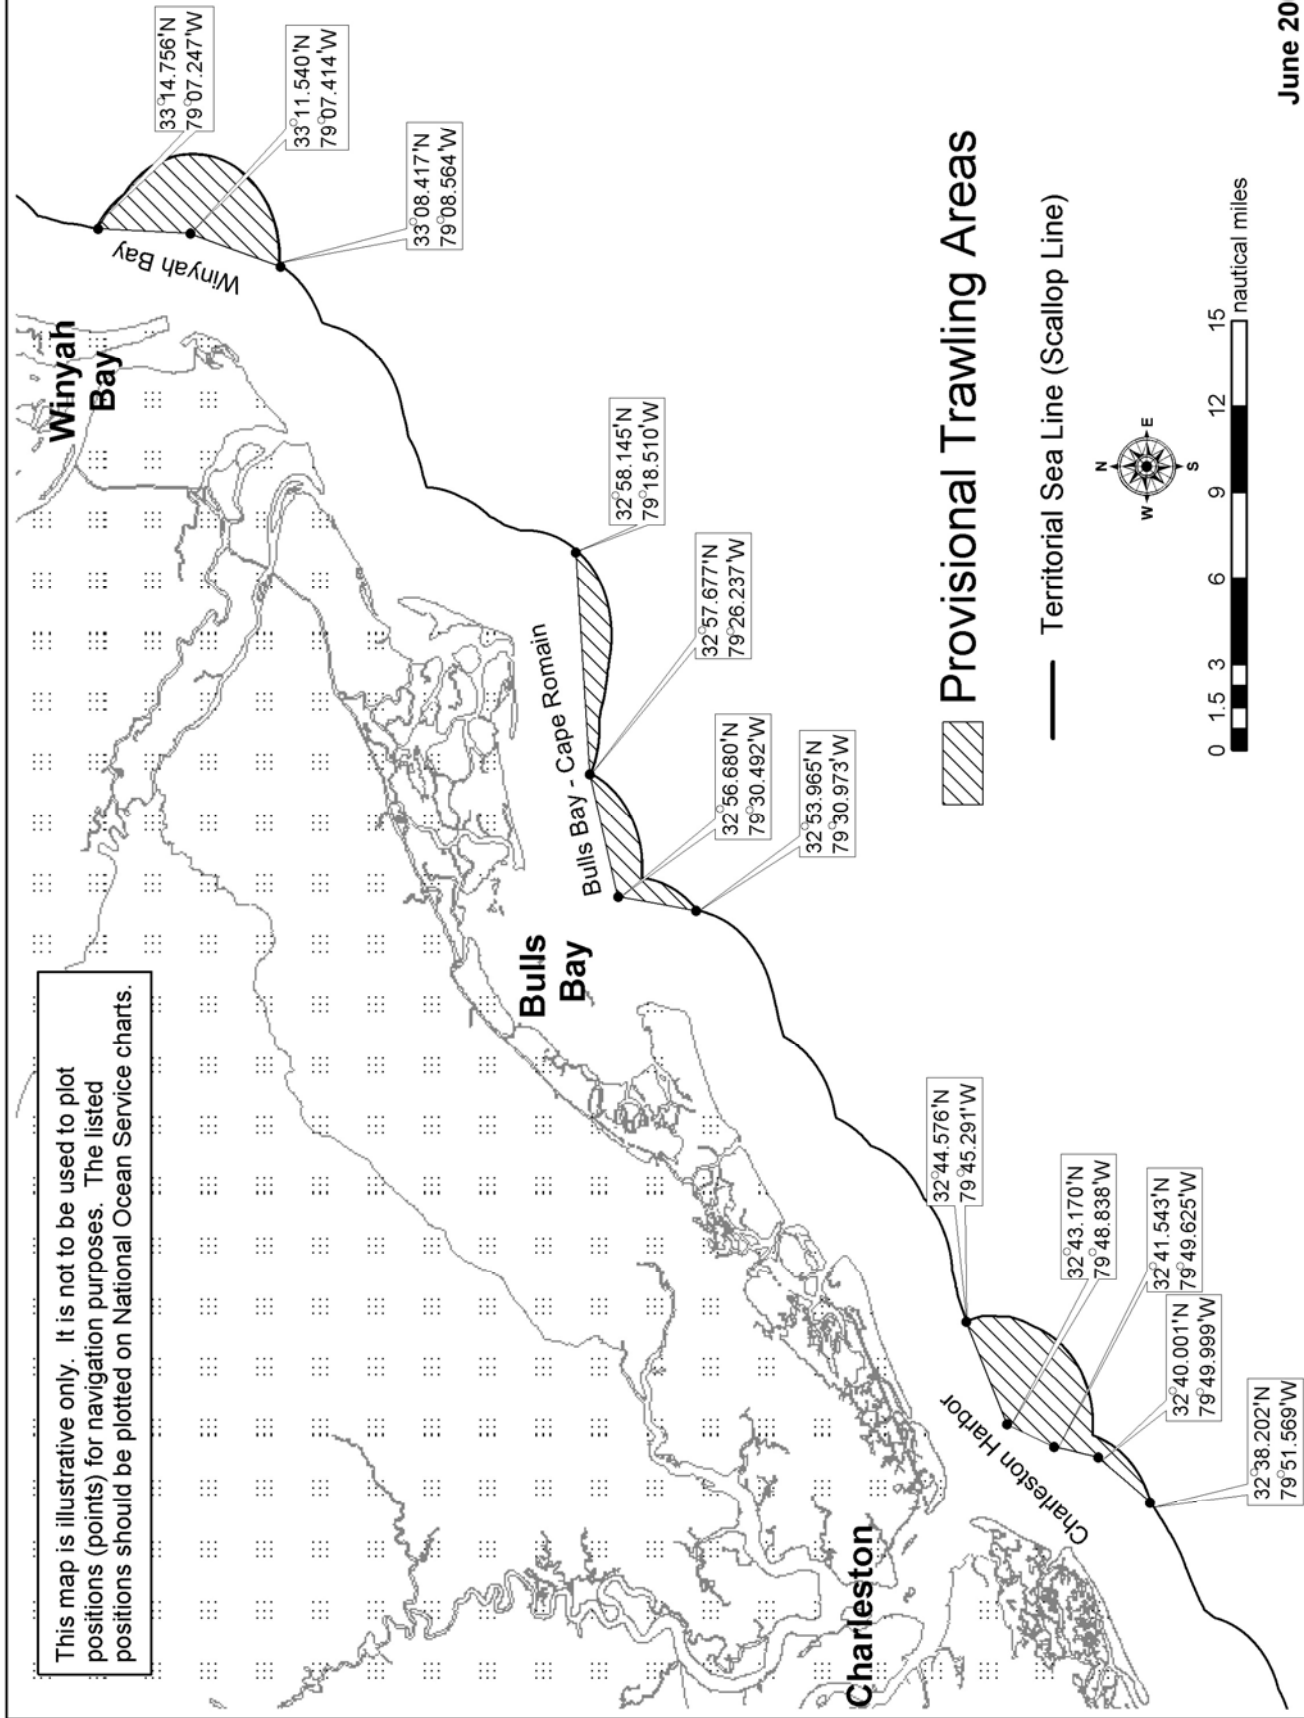 This map is illustrative only. It is not to be used to plot
positions (points) for navigation purposes. The listed
positions should be plotted on National Ocean Service charts.
Winyah
Bay
Winyah Bay
33°14.756'N
79°07.247'W
33°11.540'N
79°07.414'W
33°08.417'N
79°08.564'W
Bulls
Bay
Bulls Bay - Cape Romain
32°58.145'N
79°18.510'W
32°57.677'N
79°26.237'W
32°56.680'N
79°30.492'W
32°53.965'N
79°30.973'W
Charleston
Charleston Harbor
32°44.576'N
79°45.291'W
32°43.170'N
79°48.838'W
32°41.543'N
79°49.625'W
32°40.001'N
79°49.999'W
32°38.202'N
79°51.569'W
Provisional Trawling Areas
Territorial Sea Line (Scallop Line)
N
W
E
S
0 1.5 3 6 9 12 15
nautical miles
June 20